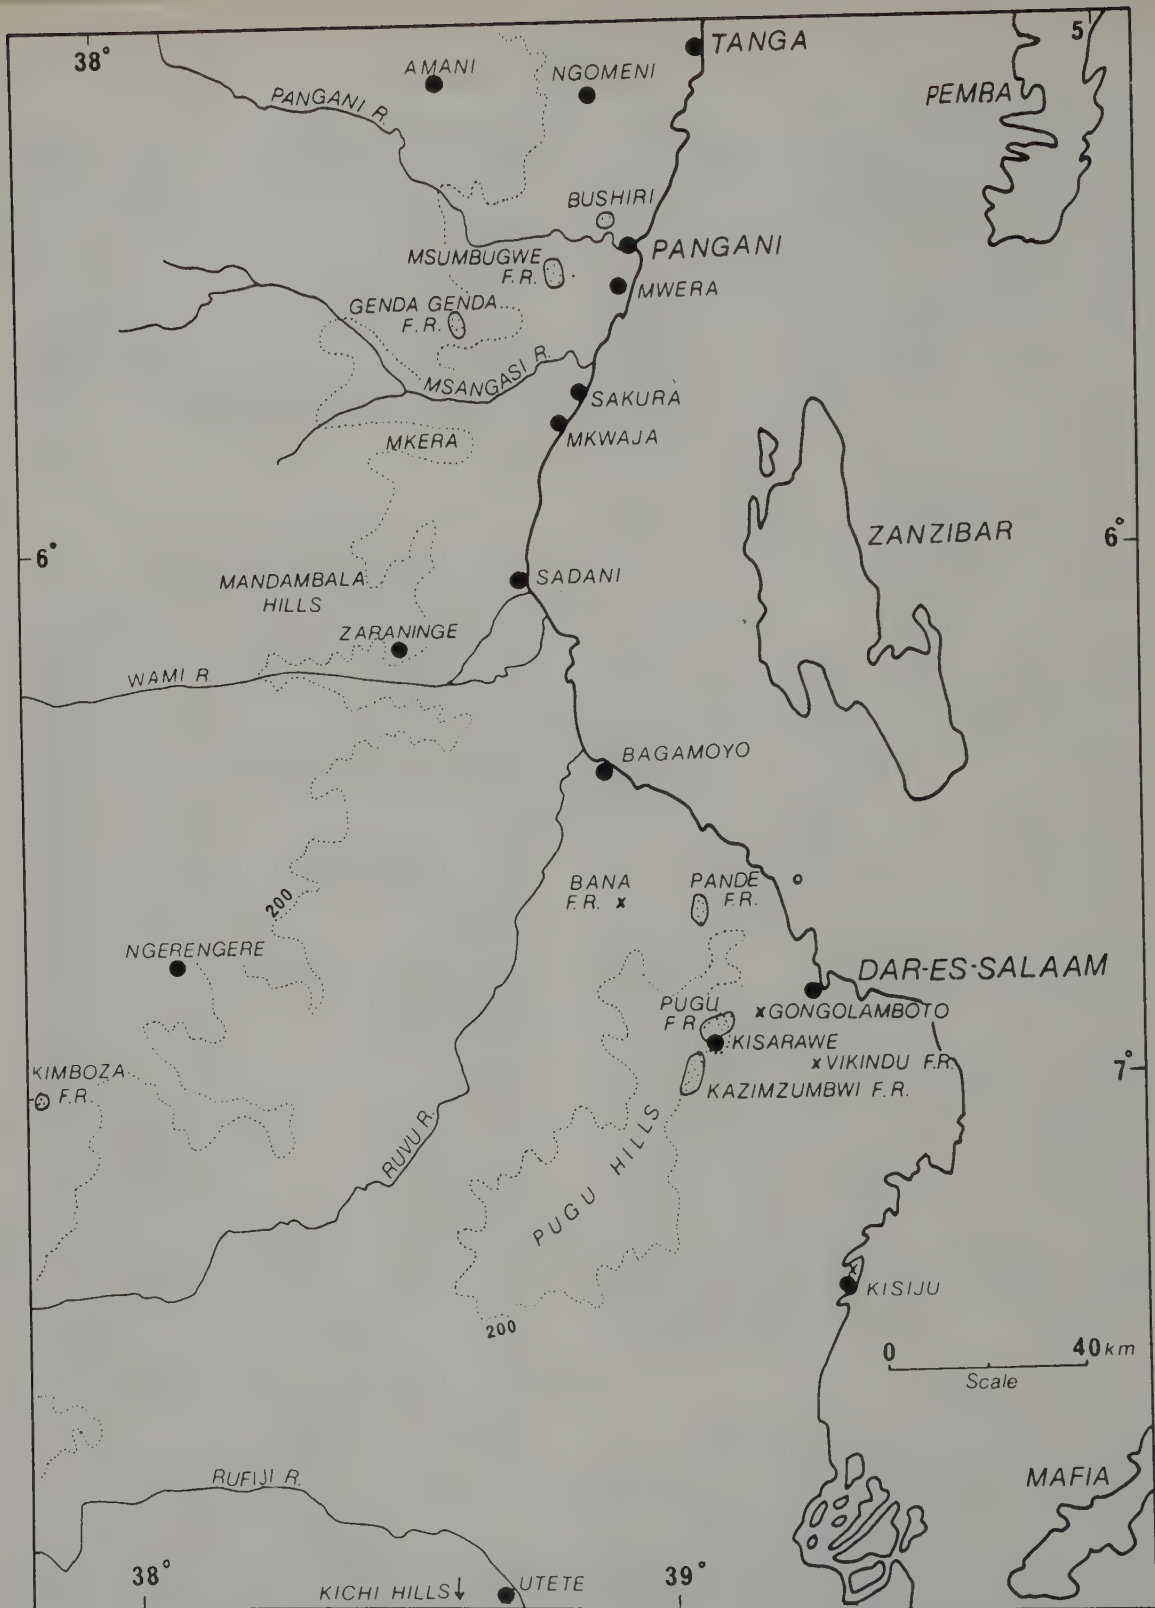 38°
5
TANGA
AMANI
NGOMENI
PEMBA
PANGANI R.
BUSHIRI
PANGANI
MSUMBUGWE
F.R.
MWERA
GENDA GENDA
F.R.
MSANGASI R.
SAKURA
MKWAJA
MKERA
ZANZIBAR
6°
6°
SADANI
MANDAMBALA
HILLS
ZARANINGE
WAMI R.
BAGAMOYO
BANA
F.R. x
PANDE
F.R.
200
NGERENGERE
DAR-ES-SALAAM
PUGU
F R
xGONGOLAMBOTO
KISARAWE
xVIKINDU F.R.
7°
KIMBOZA
F.R.
KAZIMZUMBWI F.R.
RUVU R.
PUGU HILLS
x
KISIJU
200
0 40 km
Scale
MAFIA
RUFIJI R.
38°
39°
KICHI HILLS↓
UTETE